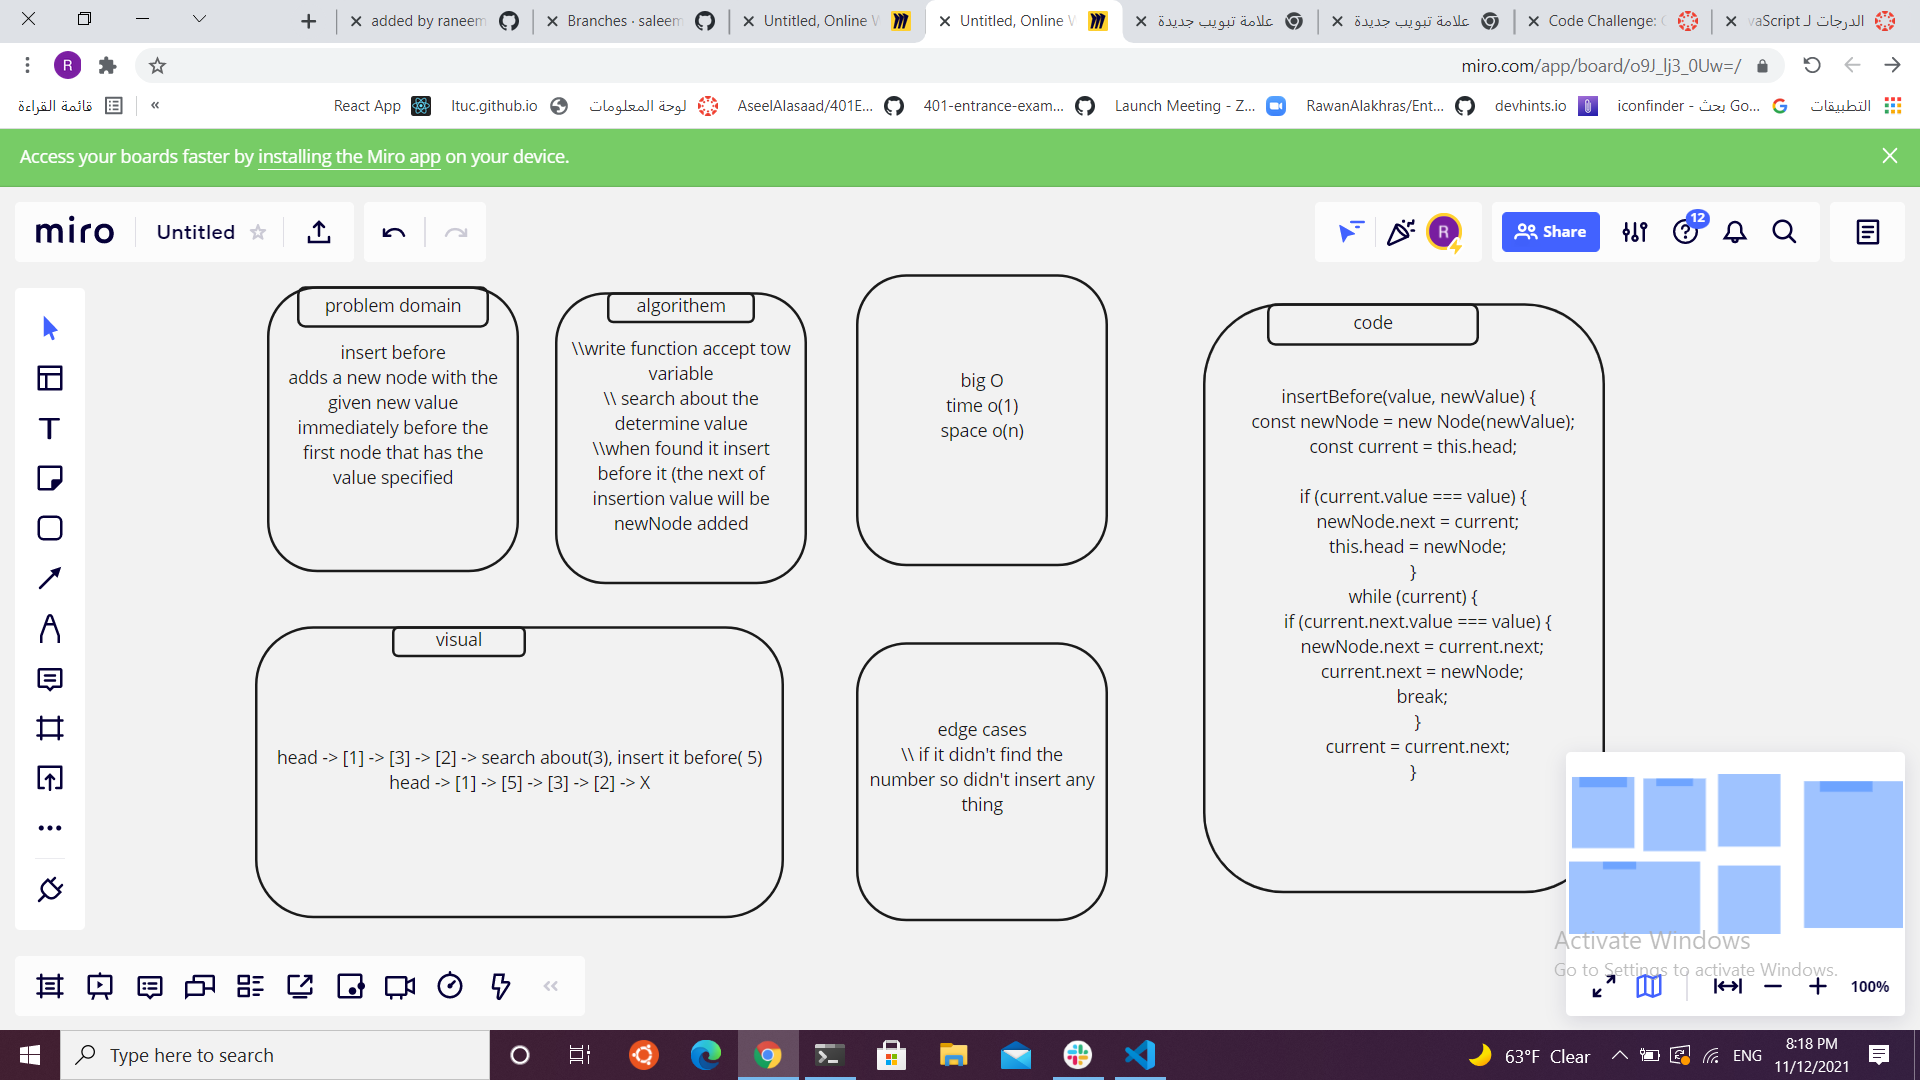 added by raneem
Branches · saleem
Untitled, Online W
Untitled, Online W
علامة تبويب جديدة
علامة تبويب جديدة
Code Challenge: C
الدرجات لـ vaScript
R
miro.com/app/board/o9J_lj3_0Uw=/
قائمة القراءة
«
React App
ltuc.github.io
لوحة المعلومات
AseelAlasaad/401E...
401-entrance-exam...
Launch Meeting - Z...
RawanAlakhras/Ent...
devhints.io
iconfinder - بحث Go...
التطبيقات
Access your boards faster by installing the Miro app on your device.
miro
Untitled
R
Share
12
problem domain
insert before
adds a new node with the
given new value
immediately before the
first node that has the
value specified
algorithem
\\write function accept tow
variable
\\ search about the
determine value
\\when found it insert
before it (the next of
insertion value will be
newNode added
big O
time o(1)
space o(n)
code
insertBefore(value, newValue) {
const newNode = new Node(newValue);
const current = this.head;
if (current.value === value) {
newNode.next = current;
this.head = newNode;
}
while (current) {
if (current.next.value === value) {
newNode.next = current.next;
current.next = newNode;
break;
}
current = current.next;
}
visual
head -> [1] -> [3] -> [2] -> search about(3), insert it before( 5)
head -> [1] -> [5] -> [3] -> [2] -> X
edge cases
\\ if it didn't find the
number so didn't insert any
thing
Activate Windows
Go to Settings to activate Windows.
100%
Type here to search
63°F Clear
ENG
8:18 PM
11/12/2021